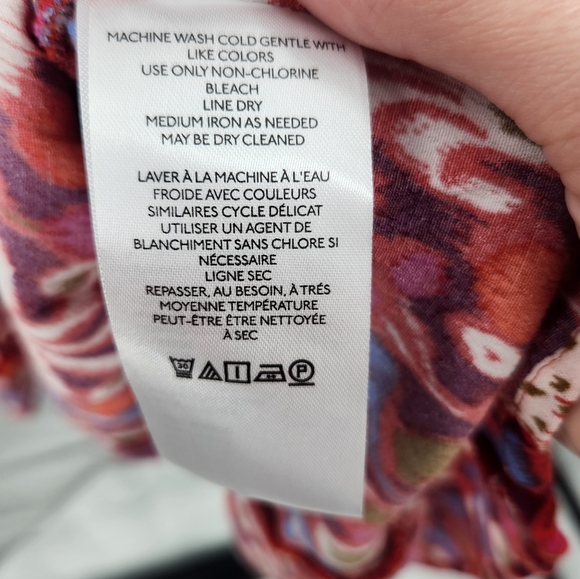 MACHINE WASH COLD GENTLE WITH
LIKE COLORS
USE ONLY NON-CHLORINE
BLEACH
LINE DRY
MEDIUM IRON AS NEEDED
MAY BE DRY CLEANED
LAVER À LA MACHINE À L'EAU
FROIDE AVEC COULEURS
SIMILAIRES CYCLE DÉLICAT
UTILISER UN AGENT DE
BLANCHIMENT SANS CHLORE SI
NÉCESSAIRE
LIGNE SEC
REPASSER, AU BESOIN, À TRÉS
MOYENNE TEMPÉRATURE
PEUT-ÊTRE ÊTRE NETTOYÉE
À SEC
30 P